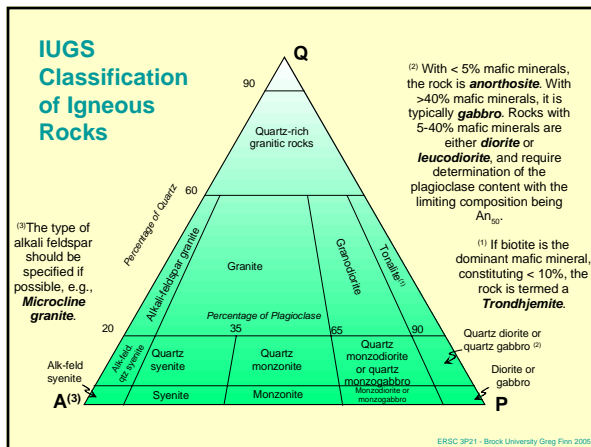 IUGS
Classification
of Igneous
Rocks
Q
90
(2) With < 5% mafic minerals,
the rock is anorthosite. With
>40% mafic minerals, it is
typically gabbro. Rocks with
5-40% mafic minerals are
either diorite or
leucodiorite, and require
determination of the
plagioclase content with the
limiting composition being
An50.
Quartz-rich
granitic rocks
60
Percentage of Quartz
(3)The type of
alkali feldspar
should be
specified if
possible, e.g.,
Microcline
granite.
(1) If biotite is the
dominant mafic mineral,
constituting < 10%, the
rock is termed a
Trondhjemite.
Alkali-feldspar granite
Granite
Granodiorite
Tonalite(1)
Percentage of Plagioclase
20
35
65
90
Alk-feld.
qtz syenite
Quartz
syenite
Quartz
monzonite
Quartz
monzodiorite
or quartz
monzogabbro
Quartz diorite or
quartz gabbro (2)
Alk-feld
syenite
Syenite
Monzonite
Monzodiorite or
monzogabbro
Diorite or
gabbro
A(3)
P
ERSC 3P21 - Brock University Greg Finn 2005